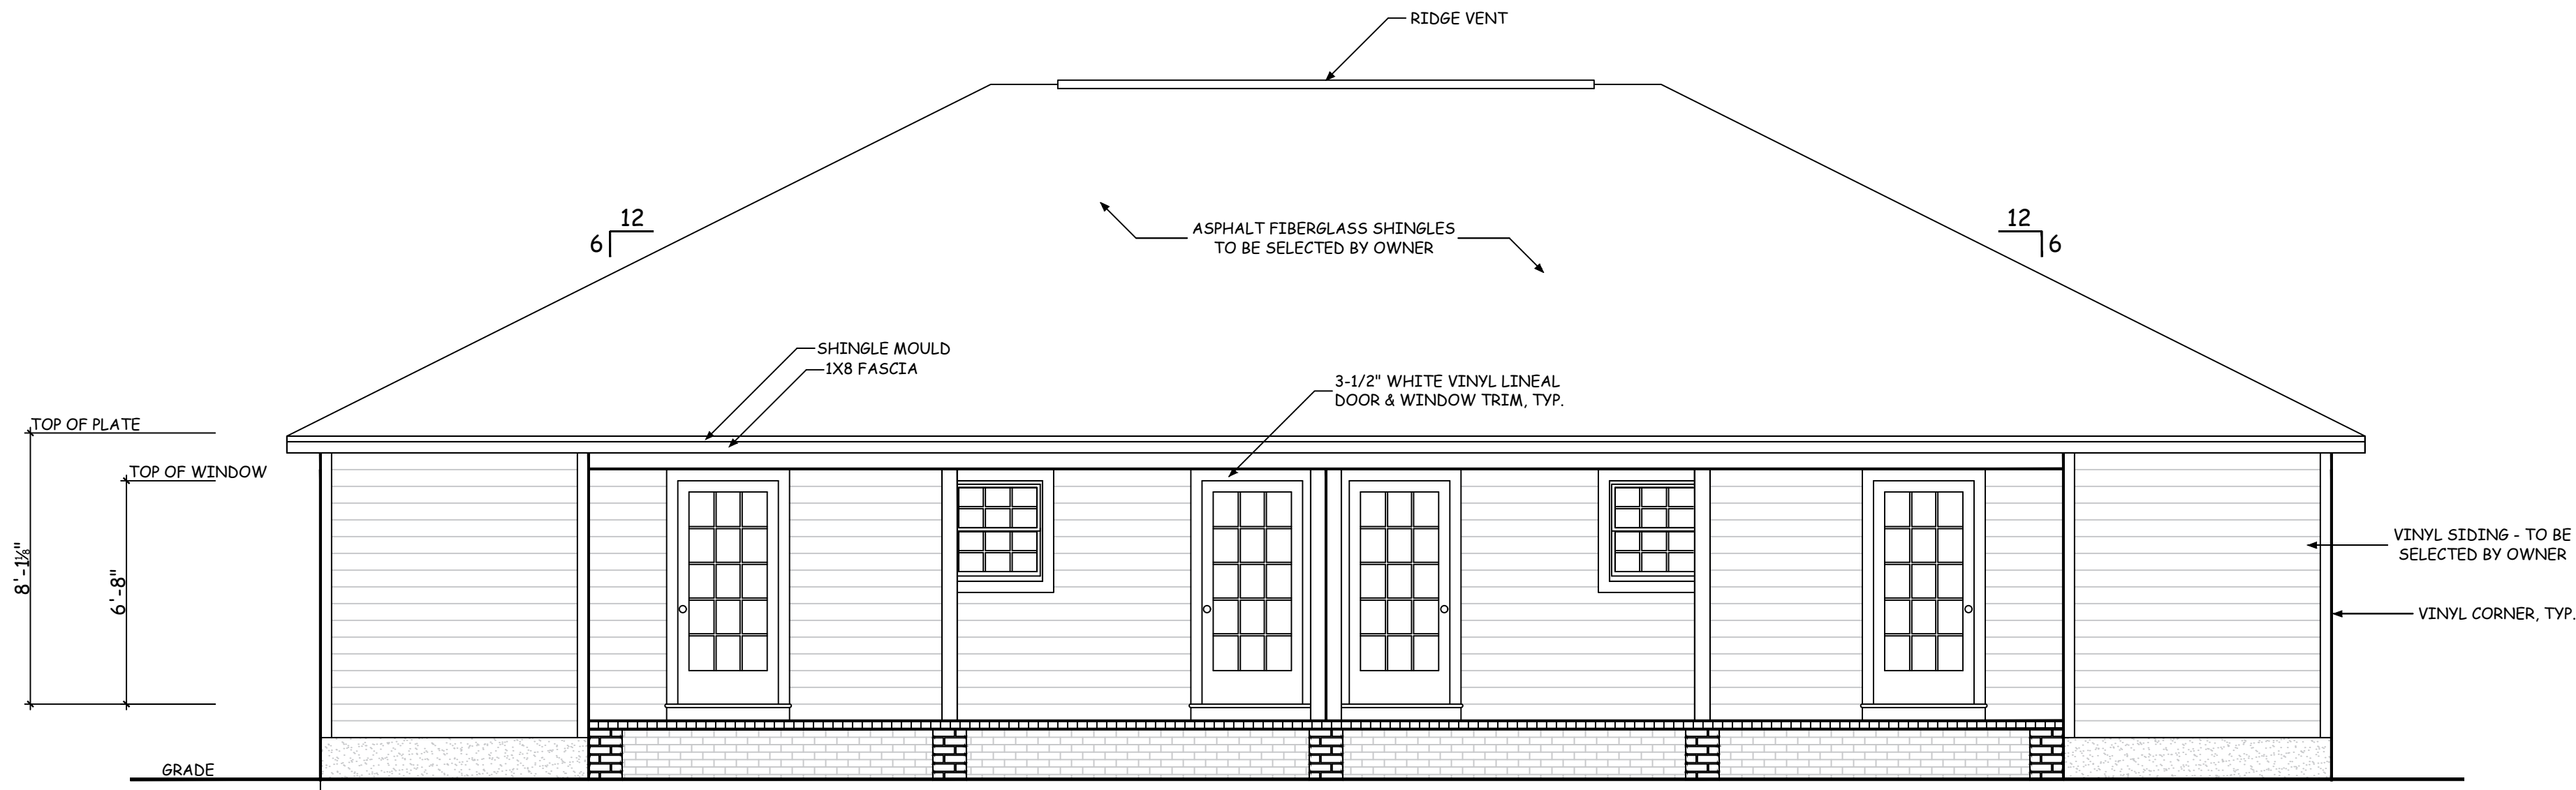 RIDGE VENT
12
6
12
6
ASPHALT FIBERGLASS SHINGLES
TO BE SELECTED BY OWNER
SHINGLE MOULD
1X8 FASCIA
3-1/2" WHITE VINYL LINEAL
DOOR & WINDOW TRIM, TYP.
TOP OF PLATE
TOP OF WINDOW
8'-1⅛"
6'-8"
VINYL SIDING - TO BE
SELECTED BY OWNER
VINYL CORNER, TYP.
GRADE